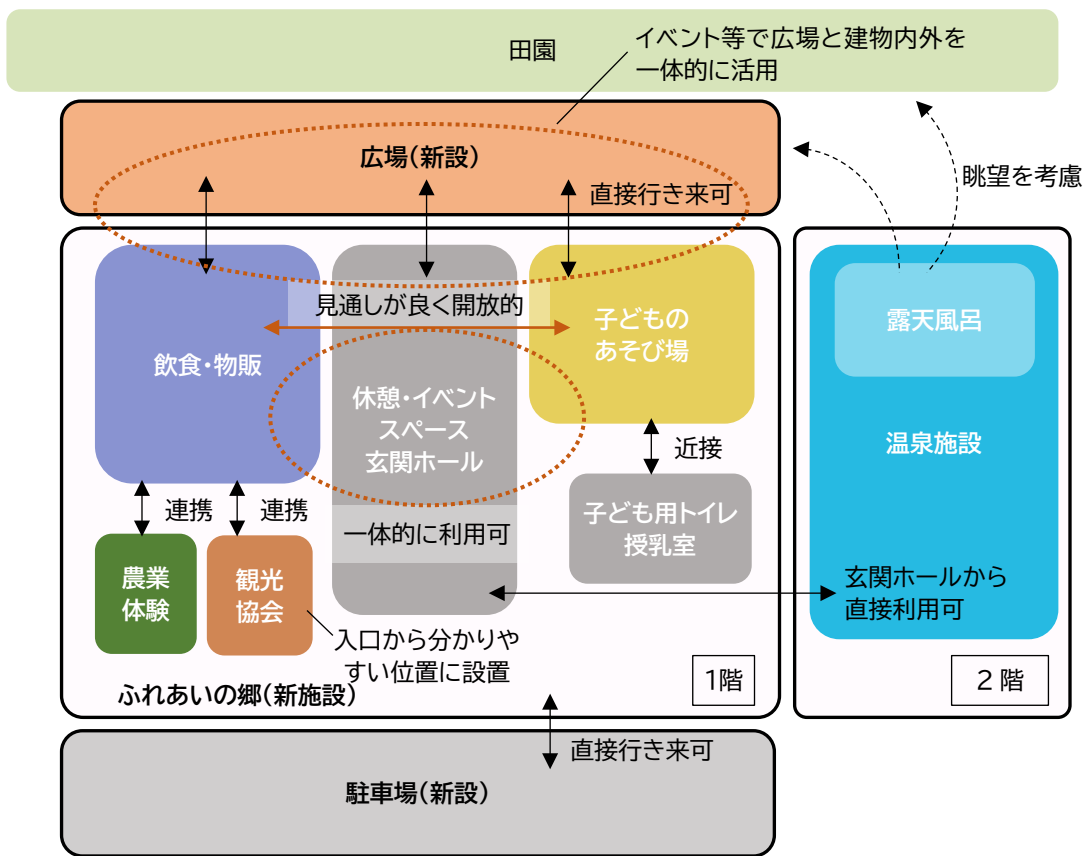 田園
イベント等で広場と建物内外を
一体的に活用
広場(新設)
直接行き来可
眺望を考慮
見通しが良く開放的
飲食・物販
子どもの
あそび場
露天風呂
休憩・イベント
スペース
玄関ホール
温泉施設
近接
連携
連携
一体的に利用可
子ども用トイレ
授乳室
農業
体験
観光
協会
玄関ホールから
直接利用可
入口から分かりや
すい位置に設置
ふれあいの郷(新施設)
1階
2階
直接行き来可
駐車場(新設)